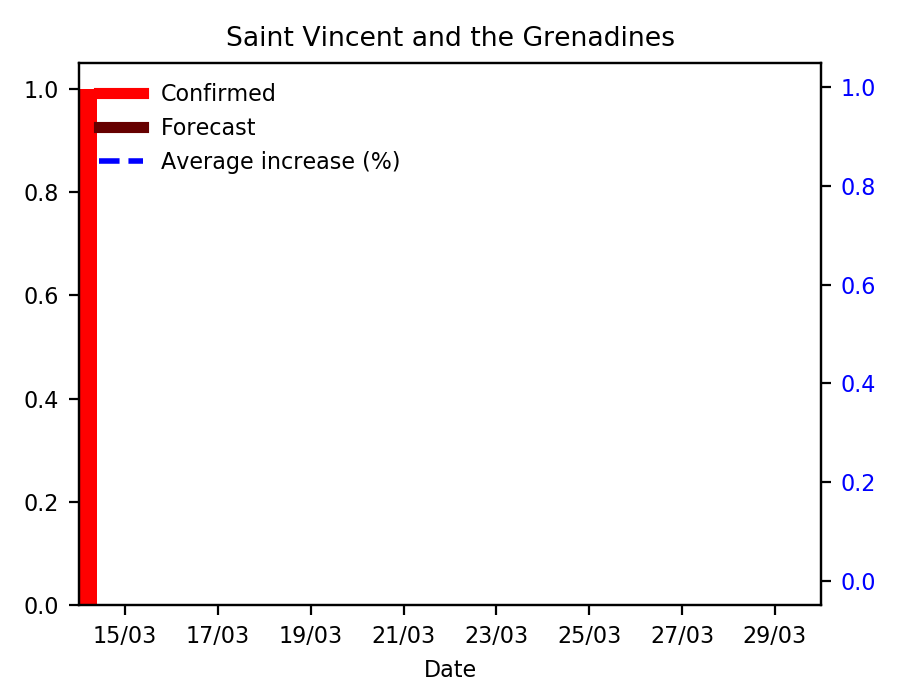 Saint Vincent and the Grenadines
1.0
0.8
0.6
0.4
0.2
0.0
Confirmed
Forecast
Average increase (%)
1.0
0.8
0.6
0.4
0.2
0.0
15/03 17/03 19/03 21/03 23/03 25/03 27/03 29/03
Date